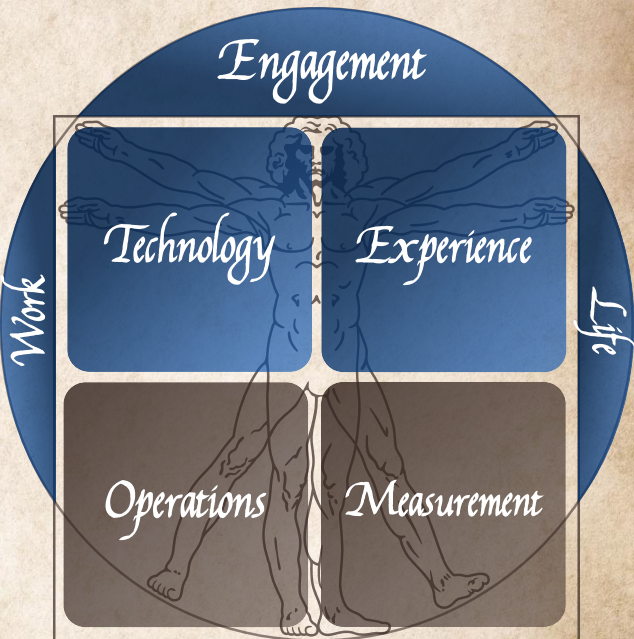 Engagement
Technology
Experience
Work
Life
Operations
Measurement